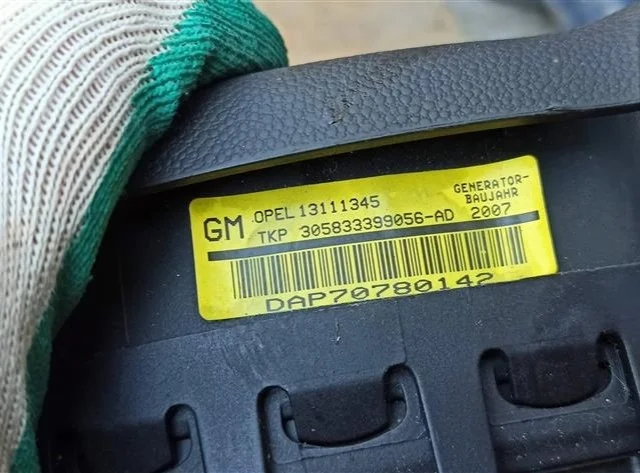 GM OPEL 13111345 GENERATOR-
BAUJAHR
TKP 305833399056-AD 2007
DAP70780142